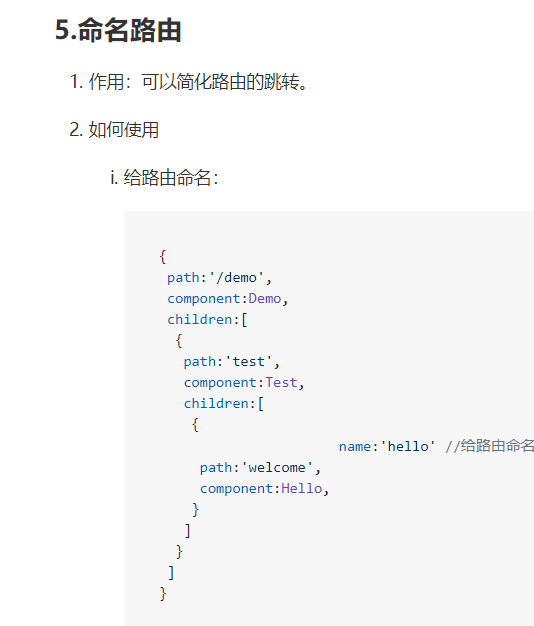 5.命名路由
1. 作用：可以简化路由的跳转。
2. 如何使用
i. 给路由命名：
{
path:'/demo',
component:Demo,
children:[
{
path:'test',
component:Test,
children:[
{
name:'hello' //给路由命名
path:'welcome',
component:Hello,
}
]
}
]
}